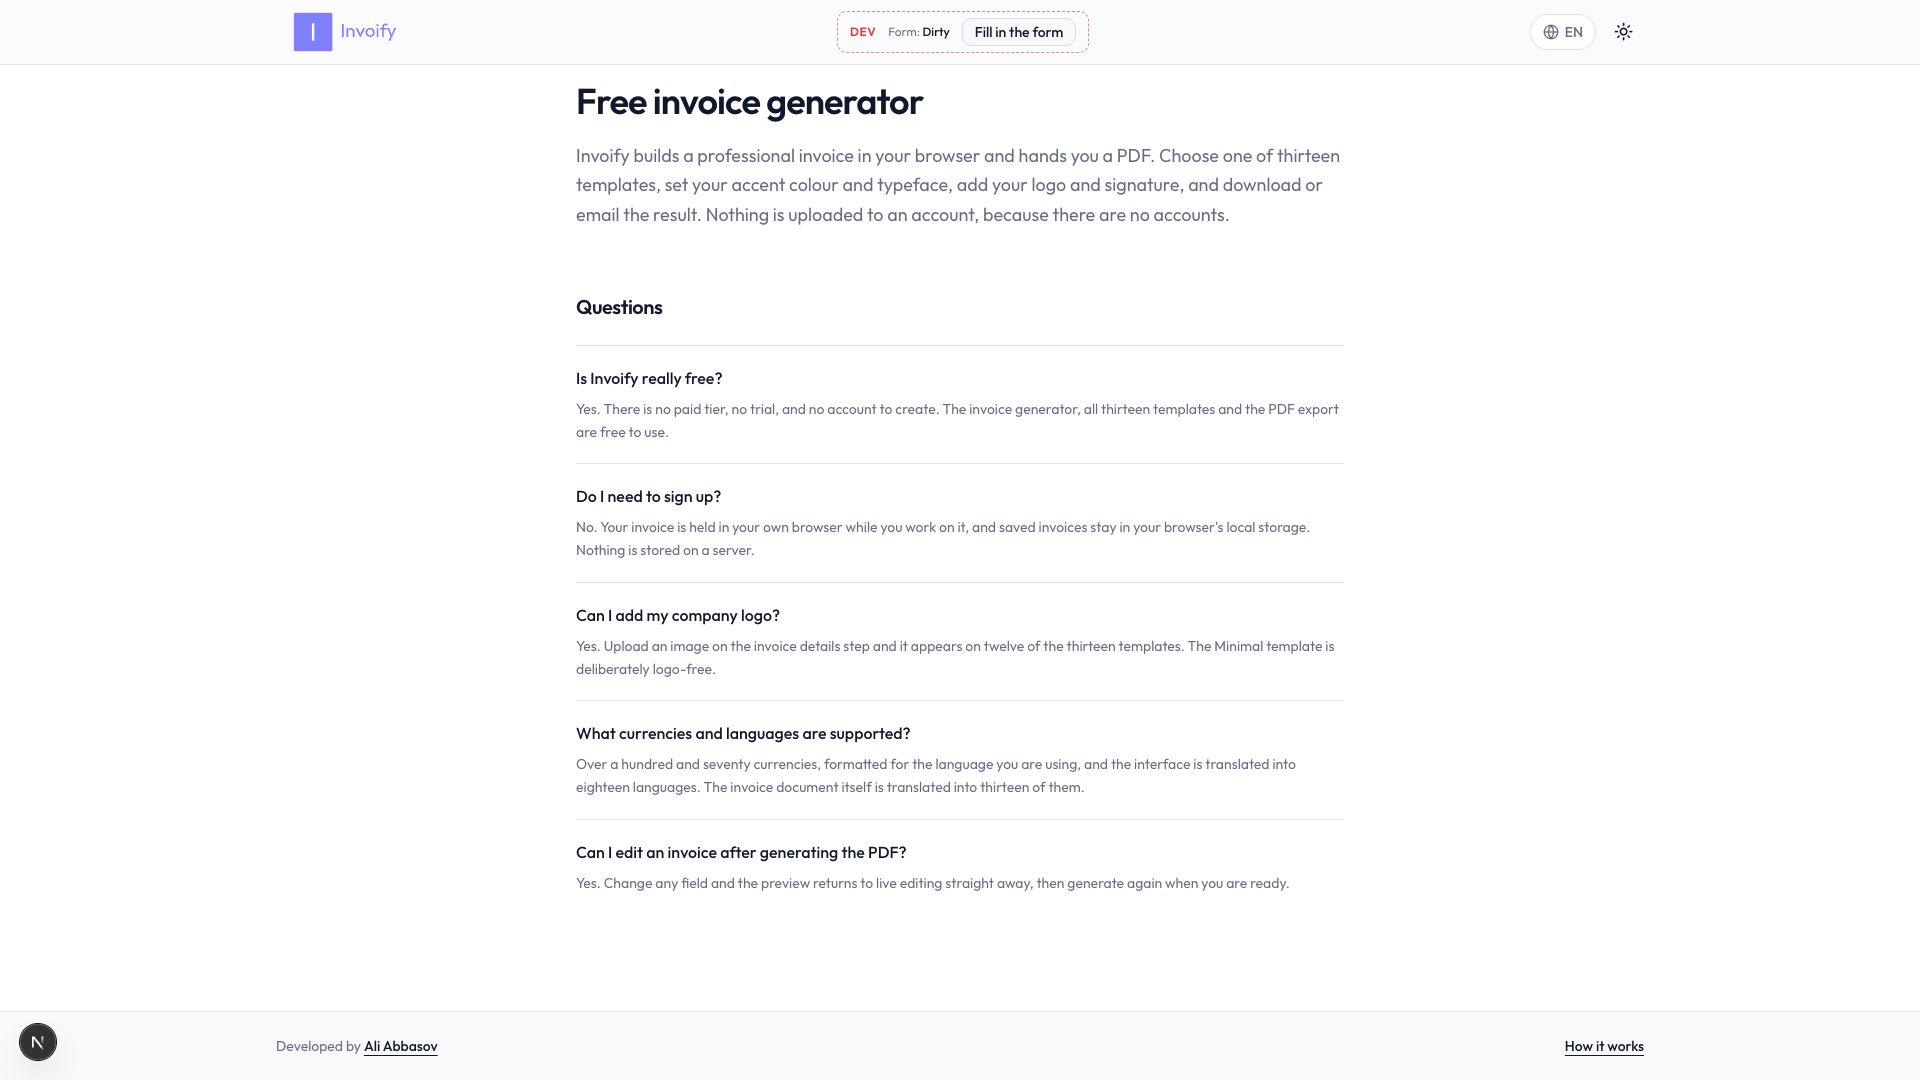 I Invoify
DEV Form: Dirty Fill in the form
EN
Free invoice generator
Invoify builds a professional invoice in your browser and hands you a PDF. Choose one of thirteen
templates, set your accent colour and typeface, add your logo and signature, and download or
email the result. Nothing is uploaded to an account, because there are no accounts.
Questions
Is Invoify really free?
Yes. There is no paid tier, no trial, and no account to create. The invoice generator, all thirteen templates and the PDF export
are free to use.
Do I need to sign up?
No. Your invoice is held in your own browser while you work on it, and saved invoices stay in your browser's local storage.
Nothing is stored on a server.
Can I add my company logo?
Yes. Upload an image on the invoice details step and it appears on twelve of the thirteen templates. The Minimal template is
deliberately logo-free.
What currencies and languages are supported?
Over a hundred and seventy currencies, formatted for the language you are using, and the interface is translated into
eighteen languages. The invoice document itself is translated into thirteen of them.
Can I edit an invoice after generating the PDF?
Yes. Change any field and the preview returns to live editing straight away, then generate again when you are ready.
N
Developed by Ali Abbasov
How it works